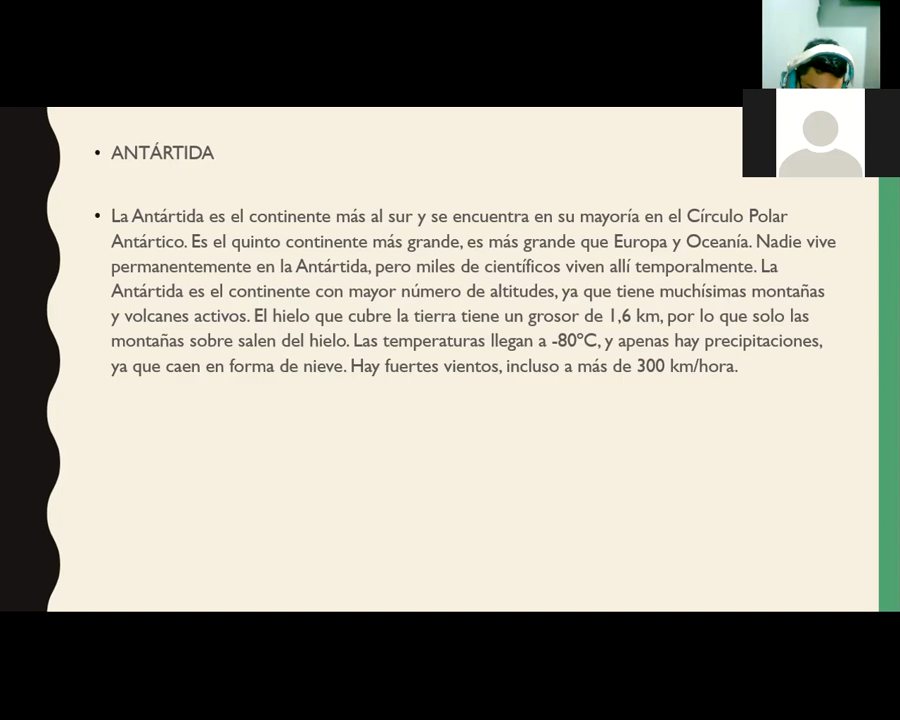 • ANTÁRTIDA
• La Antártida es el continente más al sur y se encuentra en su mayoría en el Círculo Polar
Antártico. Es el quinto continente más grande, es más grande que Europa y Oceanía. Nadie vive
permanentemente en la Antártida, pero miles de científicos viven allí temporalmente. La
Antártida es el continente con mayor número de altitudes, ya que tiene muchísimas montañas
y volcanes activos. El hielo que cubre la tierra tiene un grosor de 1,6 km, por lo que solo las
montañas sobre salen del hielo. Las temperaturas llegan a -80ºC, y apenas hay precipitaciones,
ya que caen en forma de nieve. Hay fuertes vientos, incluso a más de 300 km/hora.